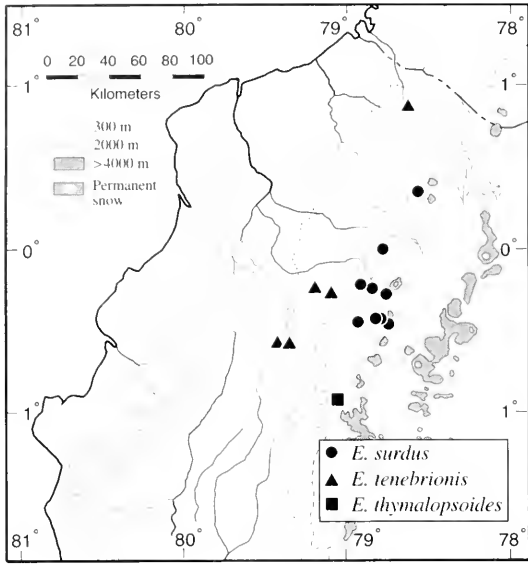 81° 80° 79° 78°
0 20 40 60 80 100
Kilometers
300 m
2000 m
>4000 m
Permanent
snow
1° 1°
0° 0°
1° 1°
E. surdus
E. tenebrionis
E. thymalopsoides
81° 80° 79° 78°